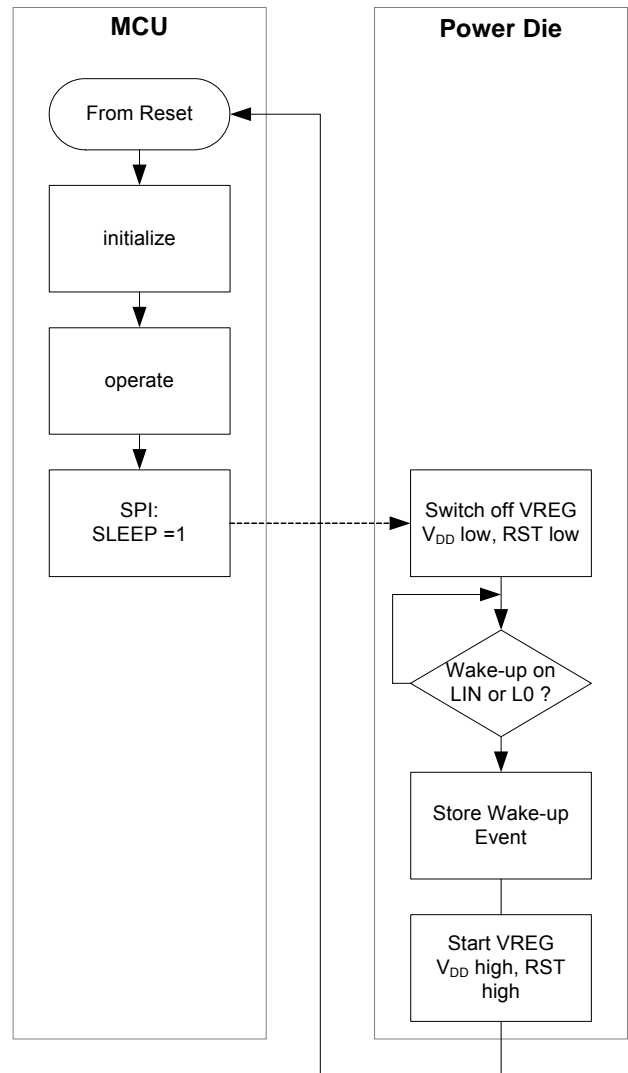 MCU
From Reset
initialize
operate
SPI:
SLEEP =1
Power Die
Switch off VREG
VDD low, RST low
Wake-up on
LIN or L0 ?
Store Wake-up
Event
Start VREG
VDD high, RST
high